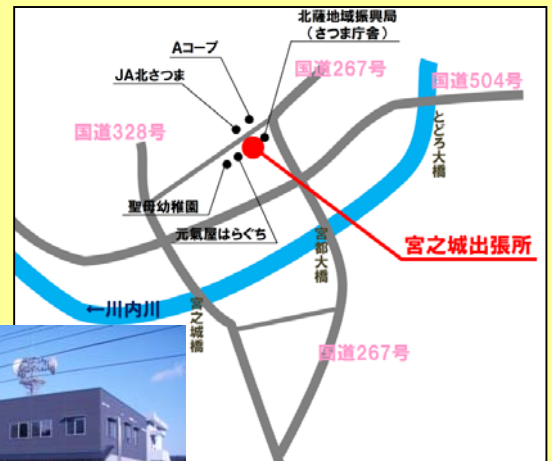 北薩地域振興局
（さつま庁舎）
Aコープ
JA北さつま
国道267号
国道504号
国道328号
とどろ大橋
聖母幼稚園
元氣屋はらぐち
宮都大橋
宮之城出張所
←川内川
宮之城橋
国道267号